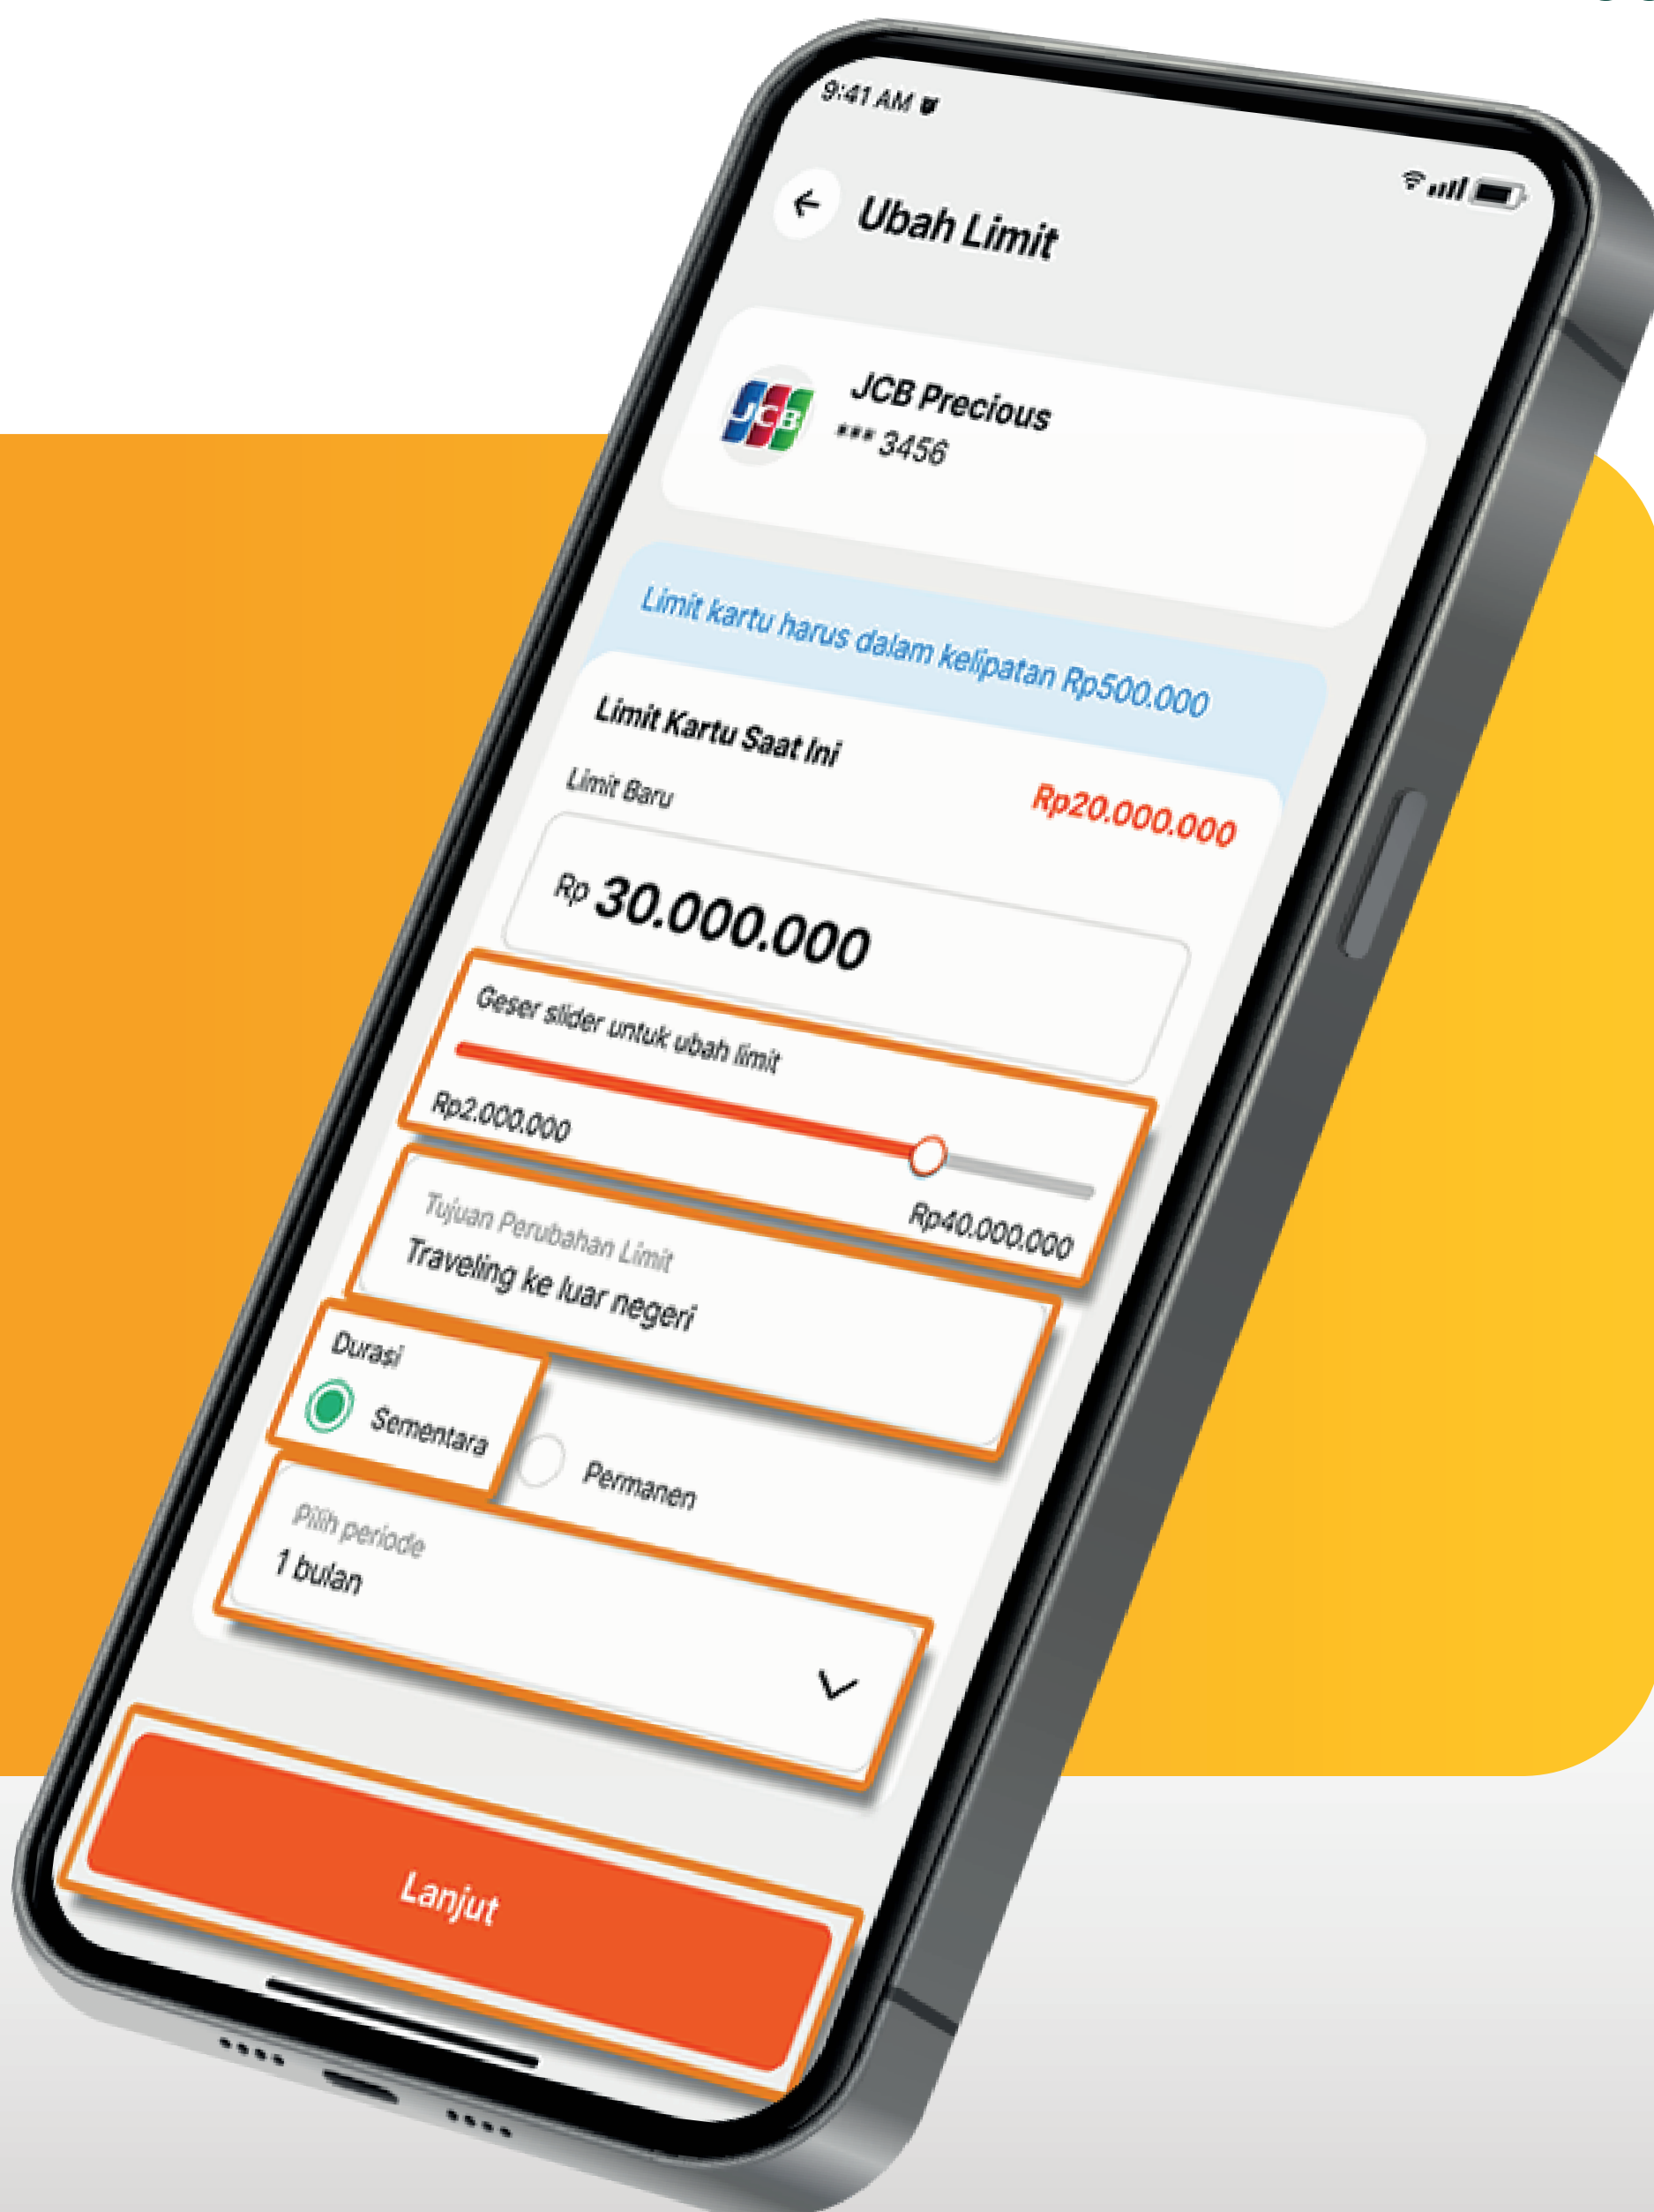 9:41 AM
Ubah Limit
JCB
JCB Precious
*** 3456
Limit kartu harus dalam kelipatan Rp500.000
Limit Kartu Saat Ini
Rp20.000.000
Limit Baru
Rp 30.000.000
Geser slider untuk ubah limit
Rp2.000.000
Rp40.000.000
Tujuan Perubahan Limit
Traveling ke luar negeri
Durasi
Sementara
Permanen
Pilih periode
1 bulan
Lanjut